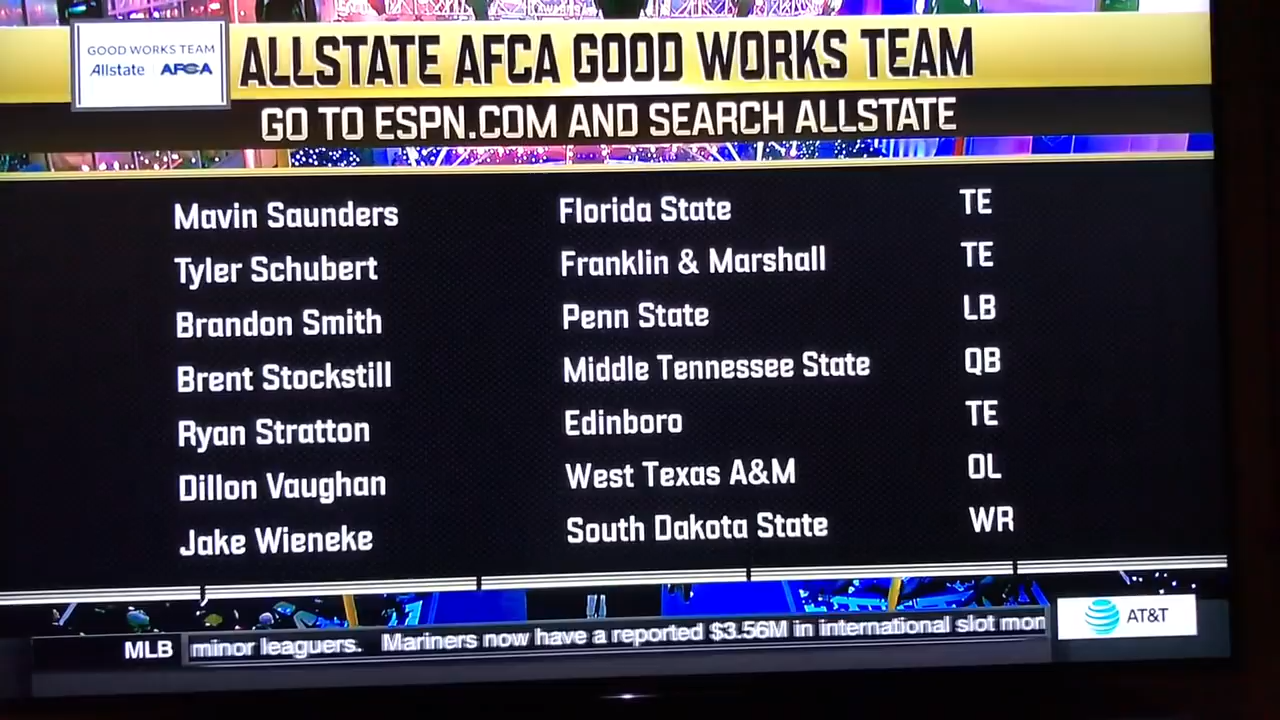 GOOD WORKS TEAM
Allstate AFCA
ALLSTATE AFCA GOOD WORKS TEAM
GO TO ESPN.COM AND SEARCH ALLSTATE
Mavin Saunders Florida State TE
Tyler Schubert Franklin & Marshall TE
Brandon Smith Penn State LB
Brent Stockstill Middle Tennessee State QB
Ryan Stratton Edinboro TE
Dillon Vaughan West Texas A&M OL
Jake Wieneke South Dakota State WR
MLB minor leaguers. Mariners now have a reported $3.56M in international slot mon
AT&T